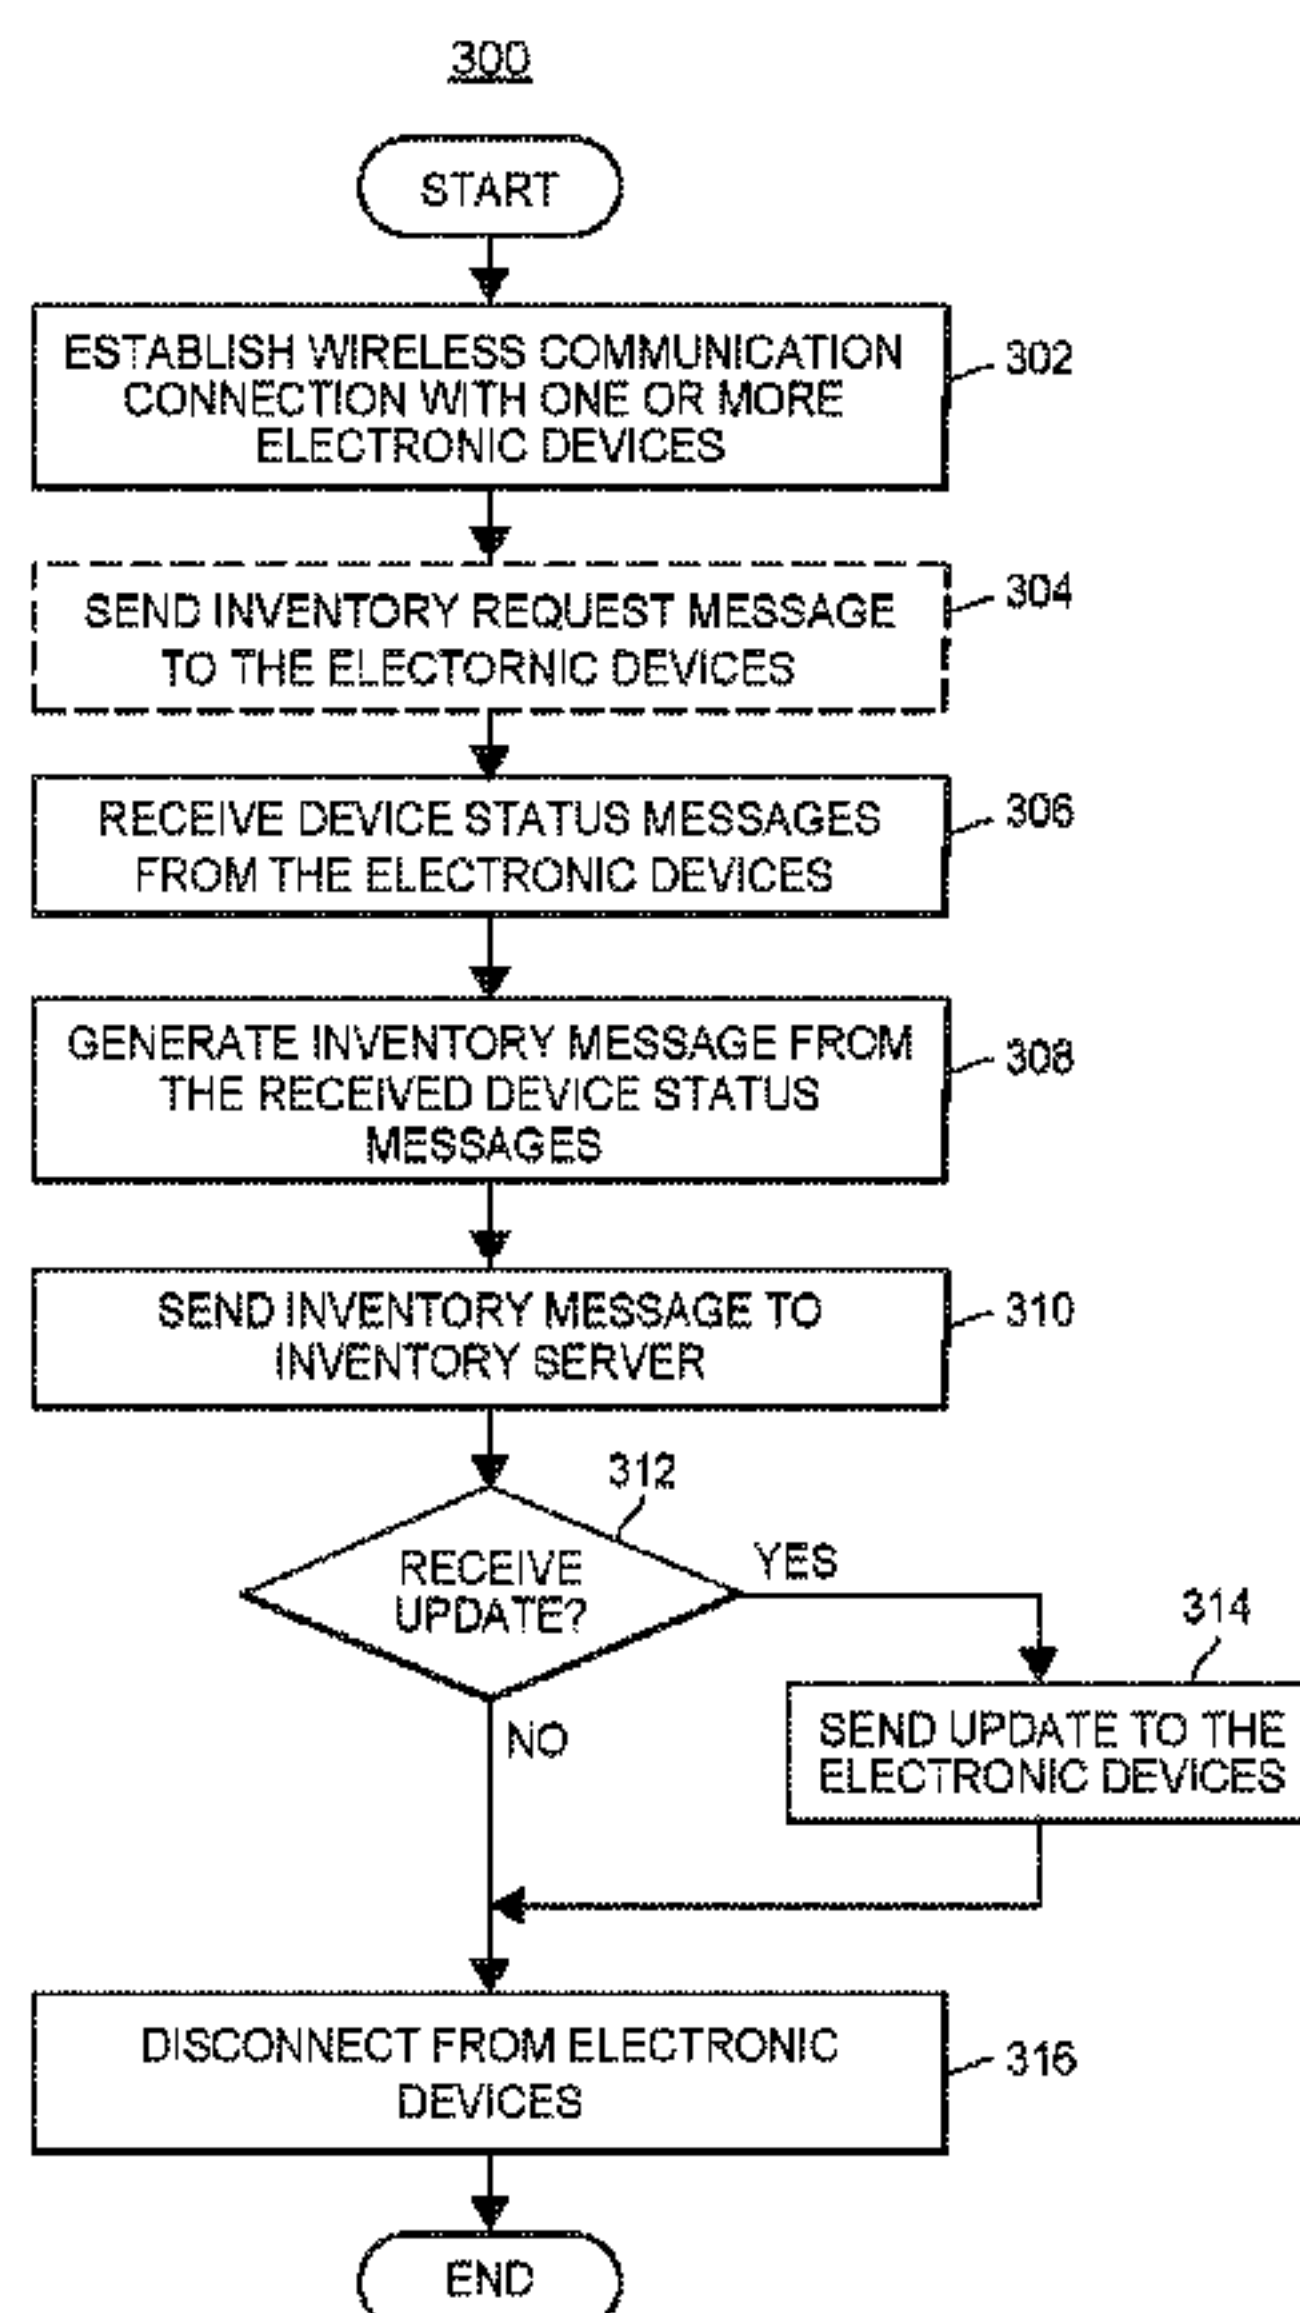 300
START
ESTABLISH WIRELESS COMMUNICATION
CONNECTION WITH ONE OR MORE
ELECTRONIC DEVICES
302
SEND INVENTORY REQUEST MESSAGE
TO THE ELECTORNIC DEVICES
304
RECEIVE DEVICE STATUS MESSAGES
FROM THE ELECTRONIC DEVICES
306
GENERATE INVENTORY MESSAGE FROM
THE RECEIVED DEVICE STATUS
MESSAGES
308
SEND INVENTORY MESSAGE TO
INVENTORY SERVER
310
312
RECEIVE
UPDATE?
YES
314
SEND UPDATE TO THE
ELECTRONIC DEVICES
NO
DISCONNECT FROM ELECTRONIC
DEVICES
316
END